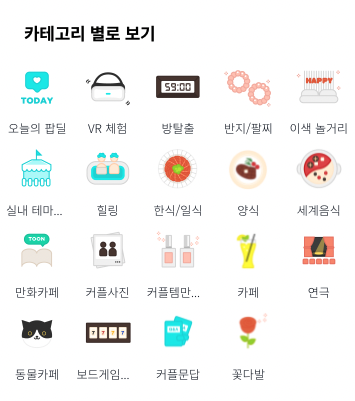 카테고리 별로 보기
TODAY
59:00
HAPPY
오늘의 팝딜
VR 체험
방탈출
반지/팔찌
이색 놀거리
실내 테마...
힐링
한식/일식
양식
세계음식
TOON
만화카페
커플사진
커플템만...
카페
연극
7 7 7 7
동물카페
보드게임...
커플문답
꽃다발